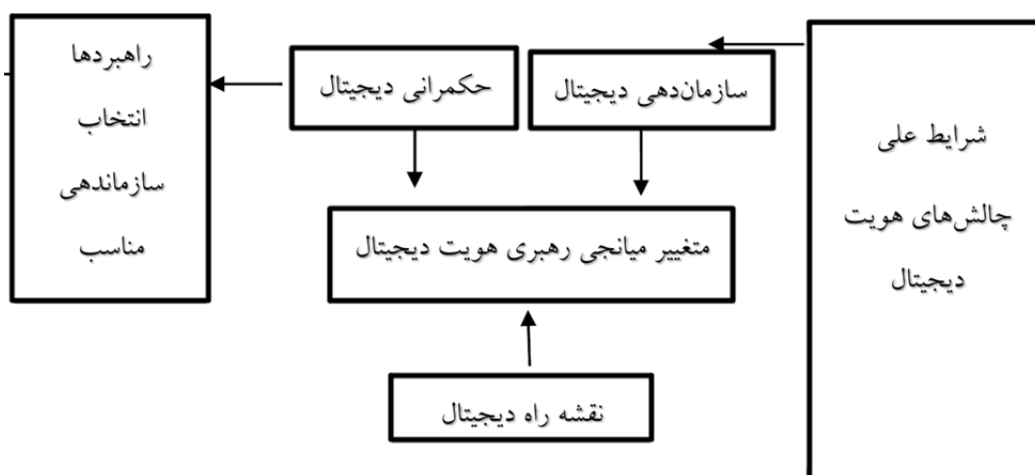 شرایط علی
چالش‌های هویت
دیجیتال
سازمان‌دهی دیجیتال
حکمرانی دیجیتال
متغییر میانجی رهبری هویت دیجیتال
نقشه راه دیجیتال
راهبردها
انتخاب
سازماندهی
مناسب